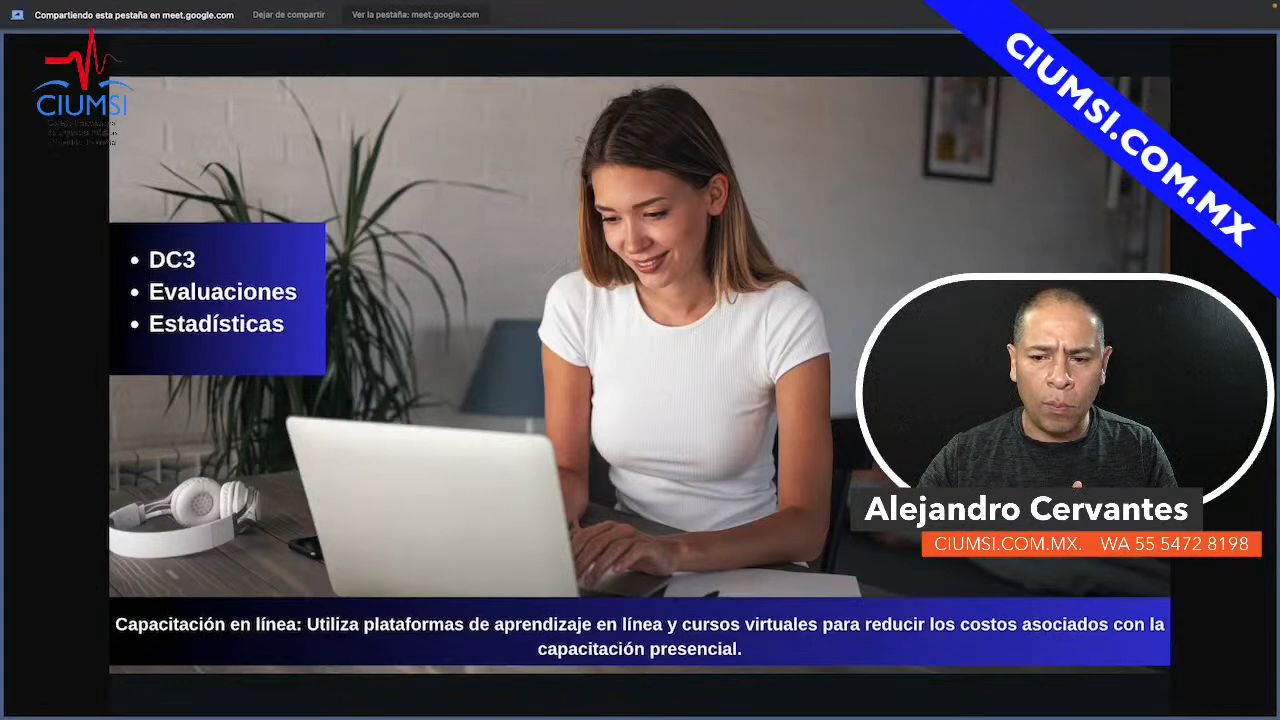 Compartiendo esta pestaña en meet.google.com
Dejar de compartir
Ver la pestaña: meet.google.com
CIUMSI
CIUMSI.COM.MX
• DC3
• Evaluaciones
• Estadísticas
Alejandro Cervantes
CIUMSI.COM.MX. WA 55 5472 8198
Capacitación en línea: Utiliza plataformas de aprendizaje en línea y cursos virtuales para reducir los costos asociados con la
capacitación presencial.